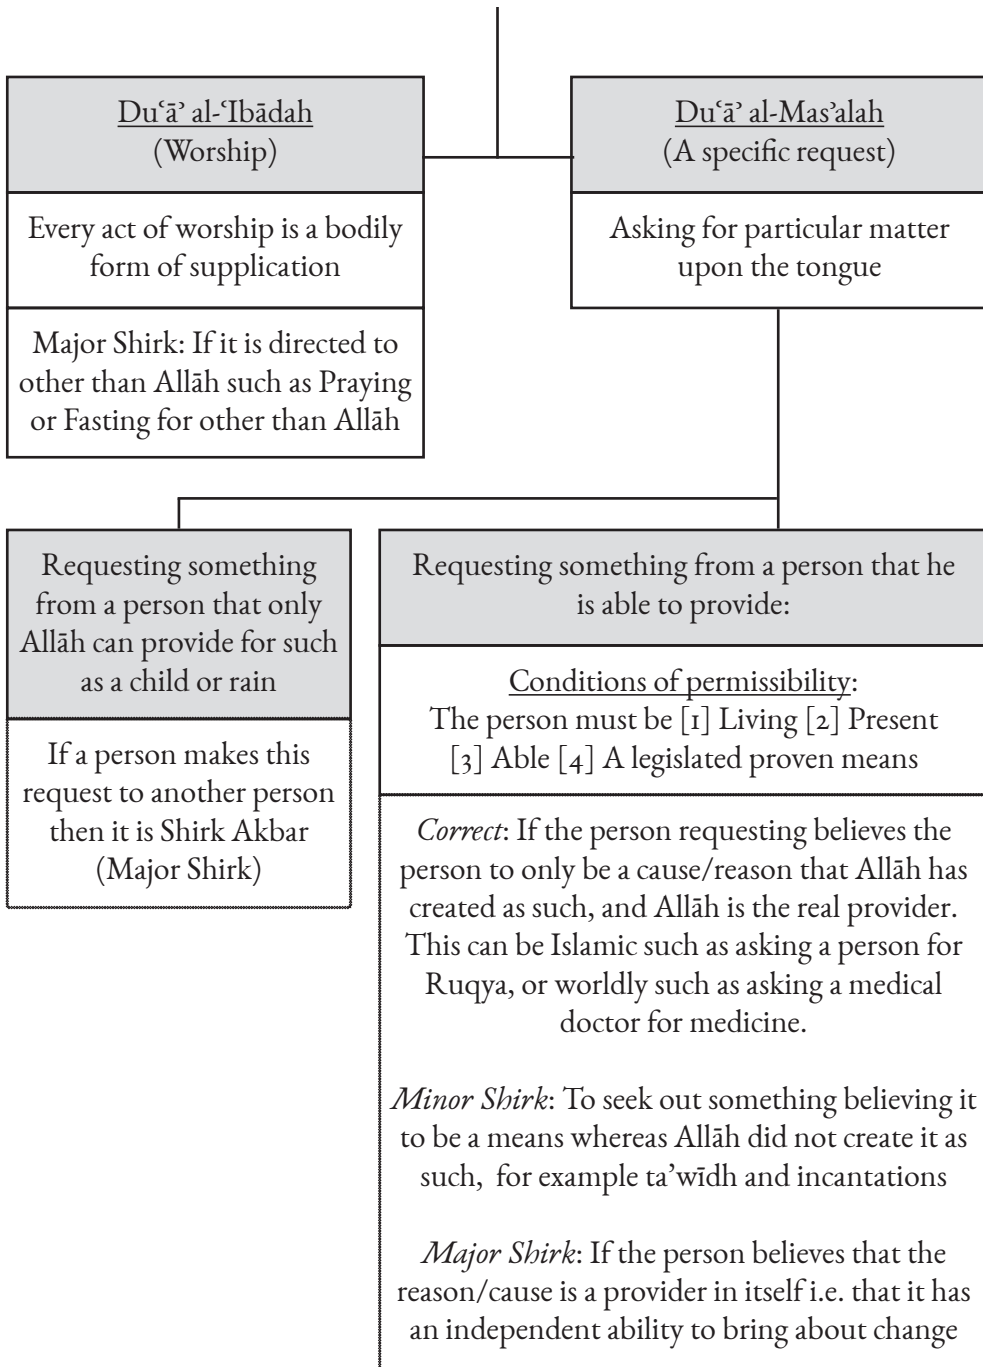 Duʿāʾ al-ʿIbādah
(Worship)
Every act of worship is a bodily
form of supplication
Major Shirk: If it is directed to
other than Allāh such as Praying
or Fasting for other than Allāh
Duʿāʾ al-Masʾalah
(A specific request)
Asking for particular matter
upon the tongue
Requesting something
from a person that only
Allāh can provide for such
as a child or rain
If a person makes this
request to another person
then it is Shirk Akbar
(Major Shirk)
Requesting something from a person that he
is able to provide:
Conditions of permissibility:
The person must be [1] Living [2] Present
[3] Able [4] A legislated proven means
Correct: If the person requesting believes the
person to only be a cause/reason that Allāh has
created as such, and Allāh is the real provider.
This can be Islamic such as asking a person for
Ruqya, or worldly such as asking a medical
doctor for medicine.
Minor Shirk: To seek out something believing it
to be a means whereas Allāh did not create it as
such, for example ta’wīdh and incantations
Major Shirk: If the person believes that the
reason/cause is a provider in itself i.e. that it has
an independent ability to bring about change